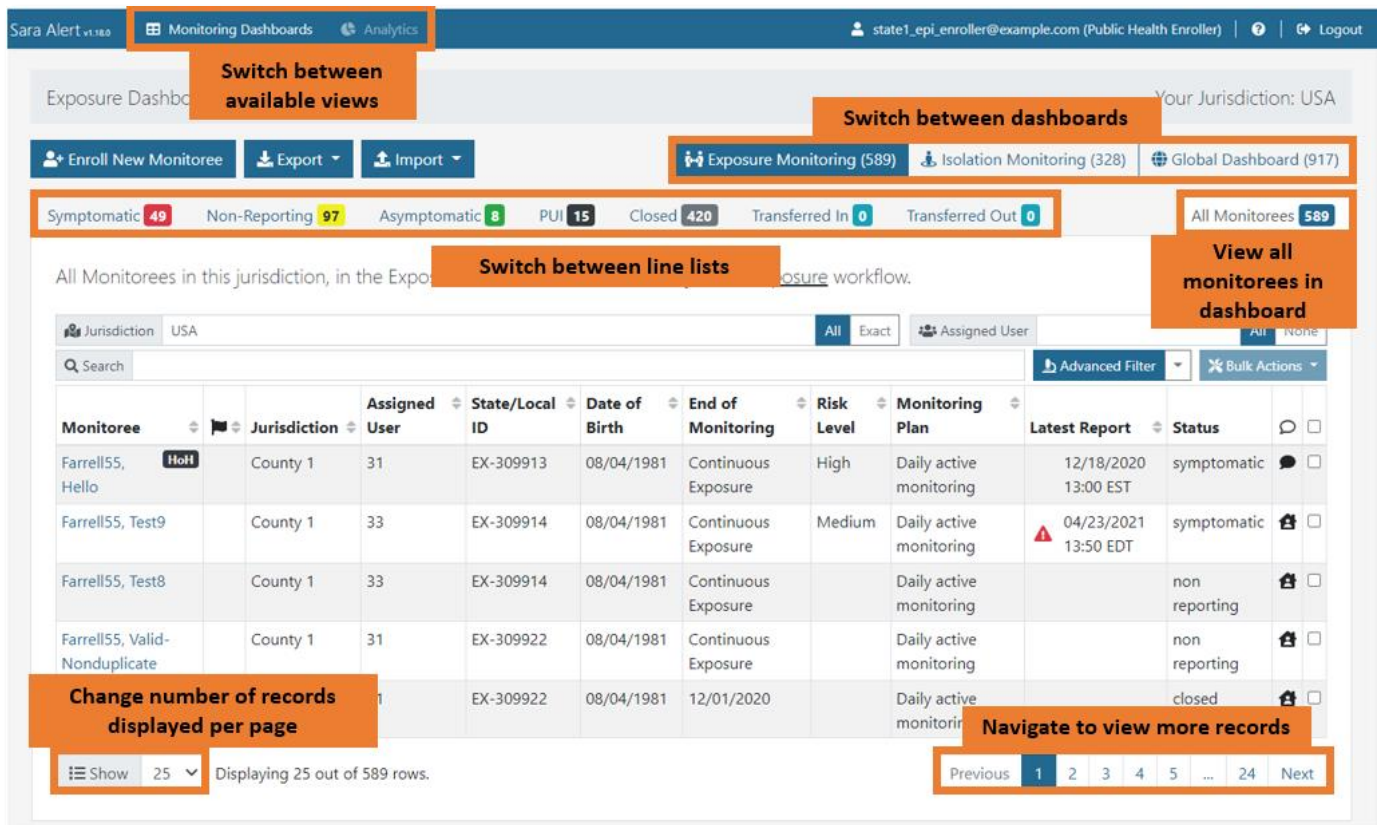 Sara Alert v1.18.0 Monitoring Dashboards Analytics state1_epi_enroller@example.com (Public Health Enroller) Logout
Switch between
available views
Exposure Dashbo Your Jurisdiction: USA
Switch between dashboards
Enroll New Monitoree Export Import Exposure Monitoring (589) Isolation Monitoring (328) Global Dashboard (917)
Symptomatic 49 Non-Reporting 97 Asymptomatic 8 PUI 15 Closed 420 Transferred In 0 Transferred Out 0 All Monitorees 589
Switch between line lists
View all
monitorees in
dashboard
All Monitorees in this jurisdiction, in the Expos osure workflow.
Jurisdiction USA All Exact Assigned User All None
Search Advanced Filter Bulk Actions
Monitoree Jurisdiction Assigned User State/Local ID Date of Birth End of Monitoring Risk Level Monitoring Plan Latest Report Status
Farrell55, Hello HoH County 1 31 EX-309913 08/04/1981 Continuous Exposure High Daily active monitoring 12/18/2020 13:00 EST symptomatic
Farrell55, Test9 County 1 33 EX-309914 08/04/1981 Continuous Exposure Medium Daily active monitoring 04/23/2021 13:50 EDT symptomatic
Farrell55, Test8 County 1 33 EX-309914 08/04/1981 Continuous Exposure Daily active monitoring non reporting
Farrell55, Valid-Nonduplicate County 1 31 EX-309922 08/04/1981 Continuous Exposure Daily active monitoring non reporting
EX-309922 08/04/1981 12/01/2020 Daily active monitorin closed
Change number of records
displayed per page
Navigate to view more records
Show 25 Displaying 25 out of 589 rows. Previous 1 2 3 4 5 ... 24 Next